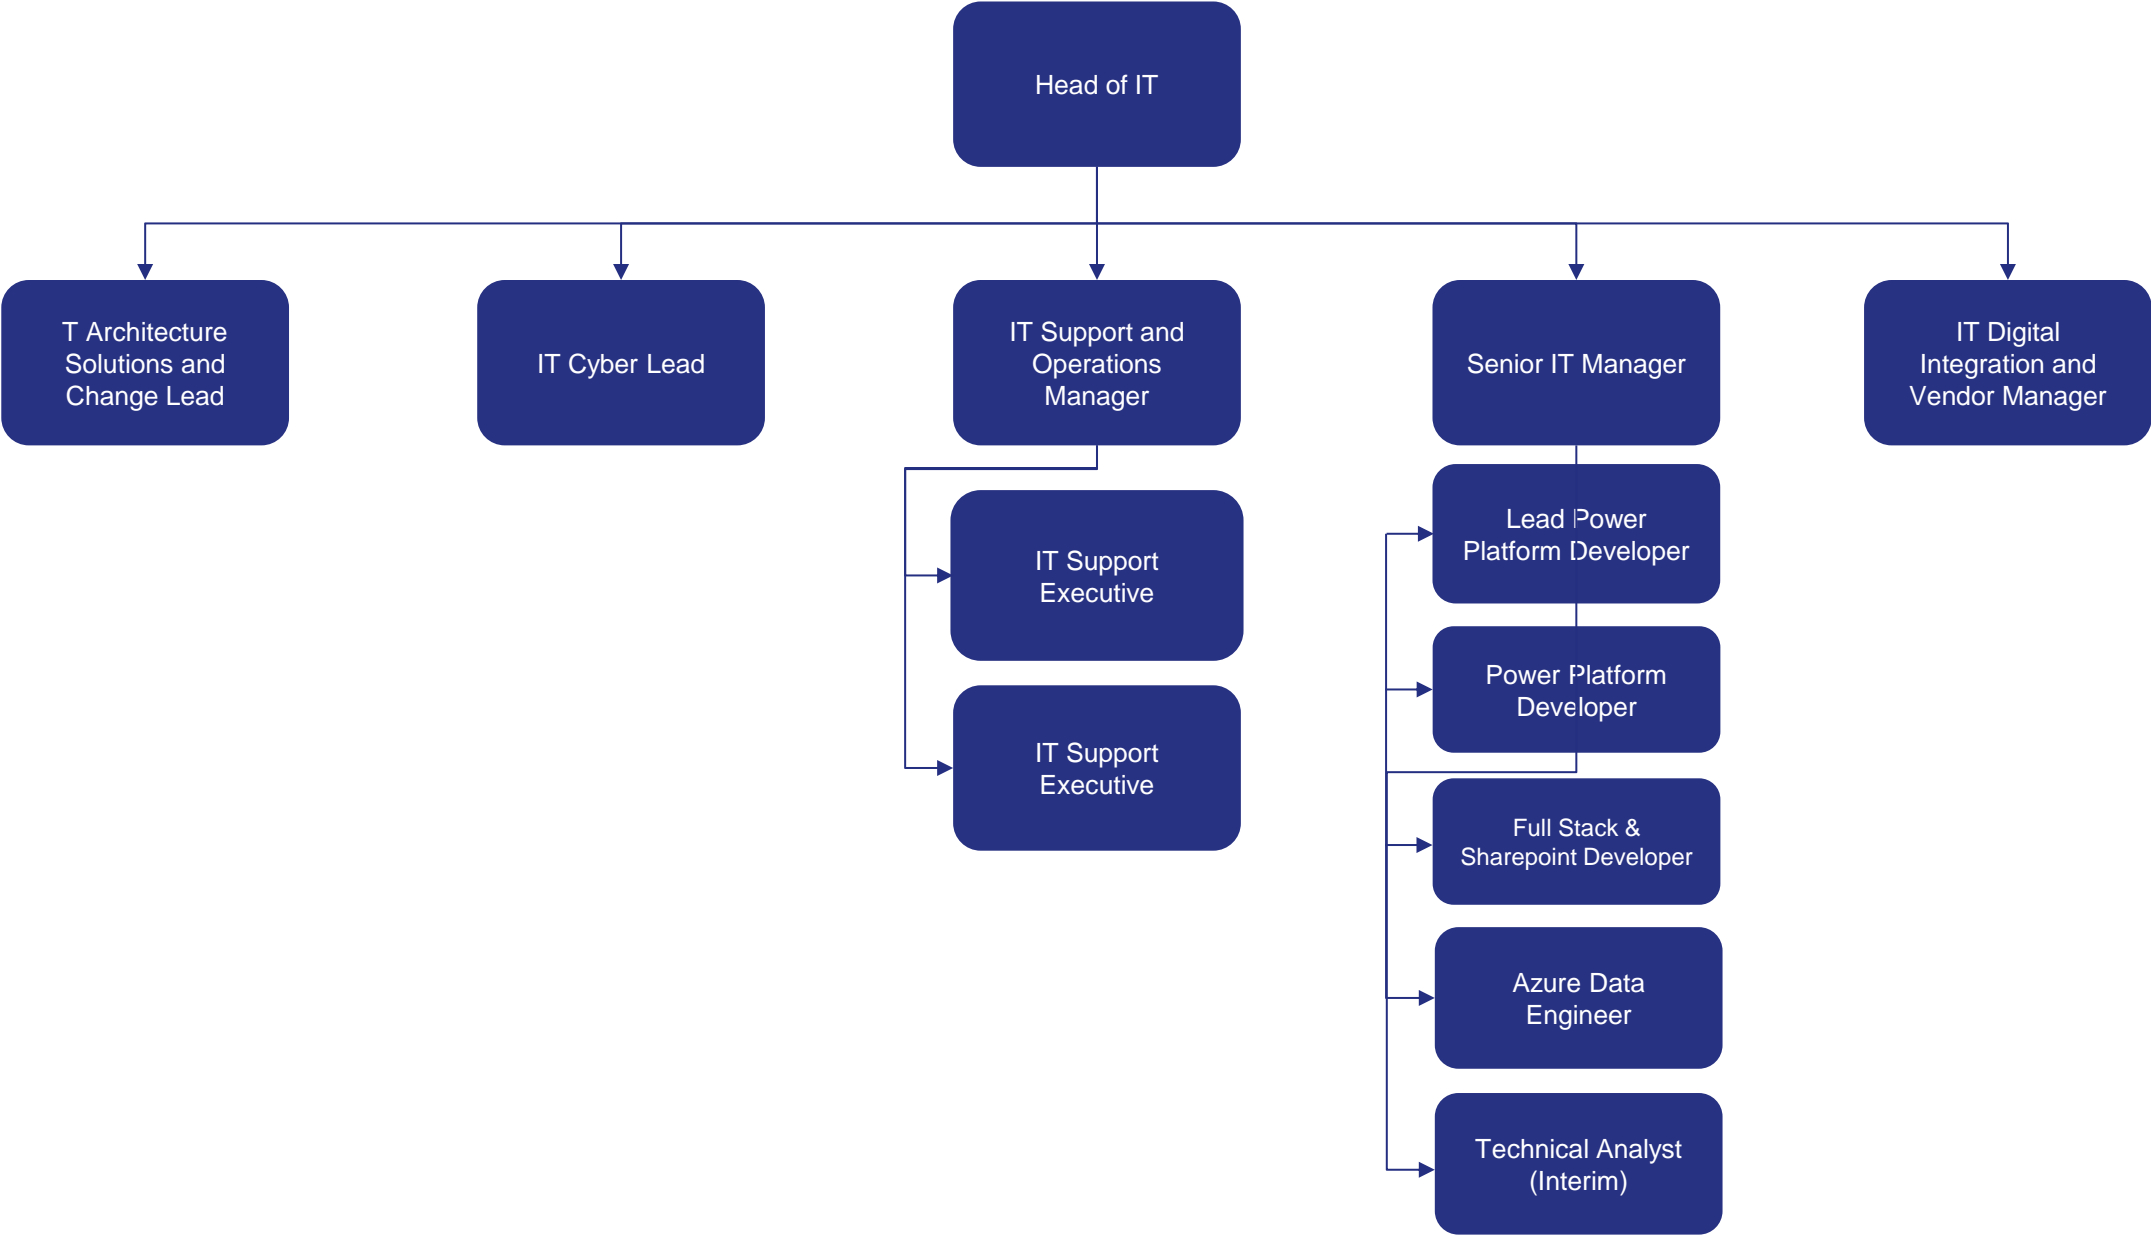 Head of IT
T Architecture
Solutions and
Change Lead
IT Cyber Lead
IT Support and
Operations
Manager
Senior IT Manager
IT Digital
Integration and
Vendor Manager
IT Support
Executive
IT Support
Executive
Lead Power
Platform Developer
Power Platform
Developer
Full Stack &
Sharepoint Developer
Azure Data
Engineer
Technical Analyst
(Interim)